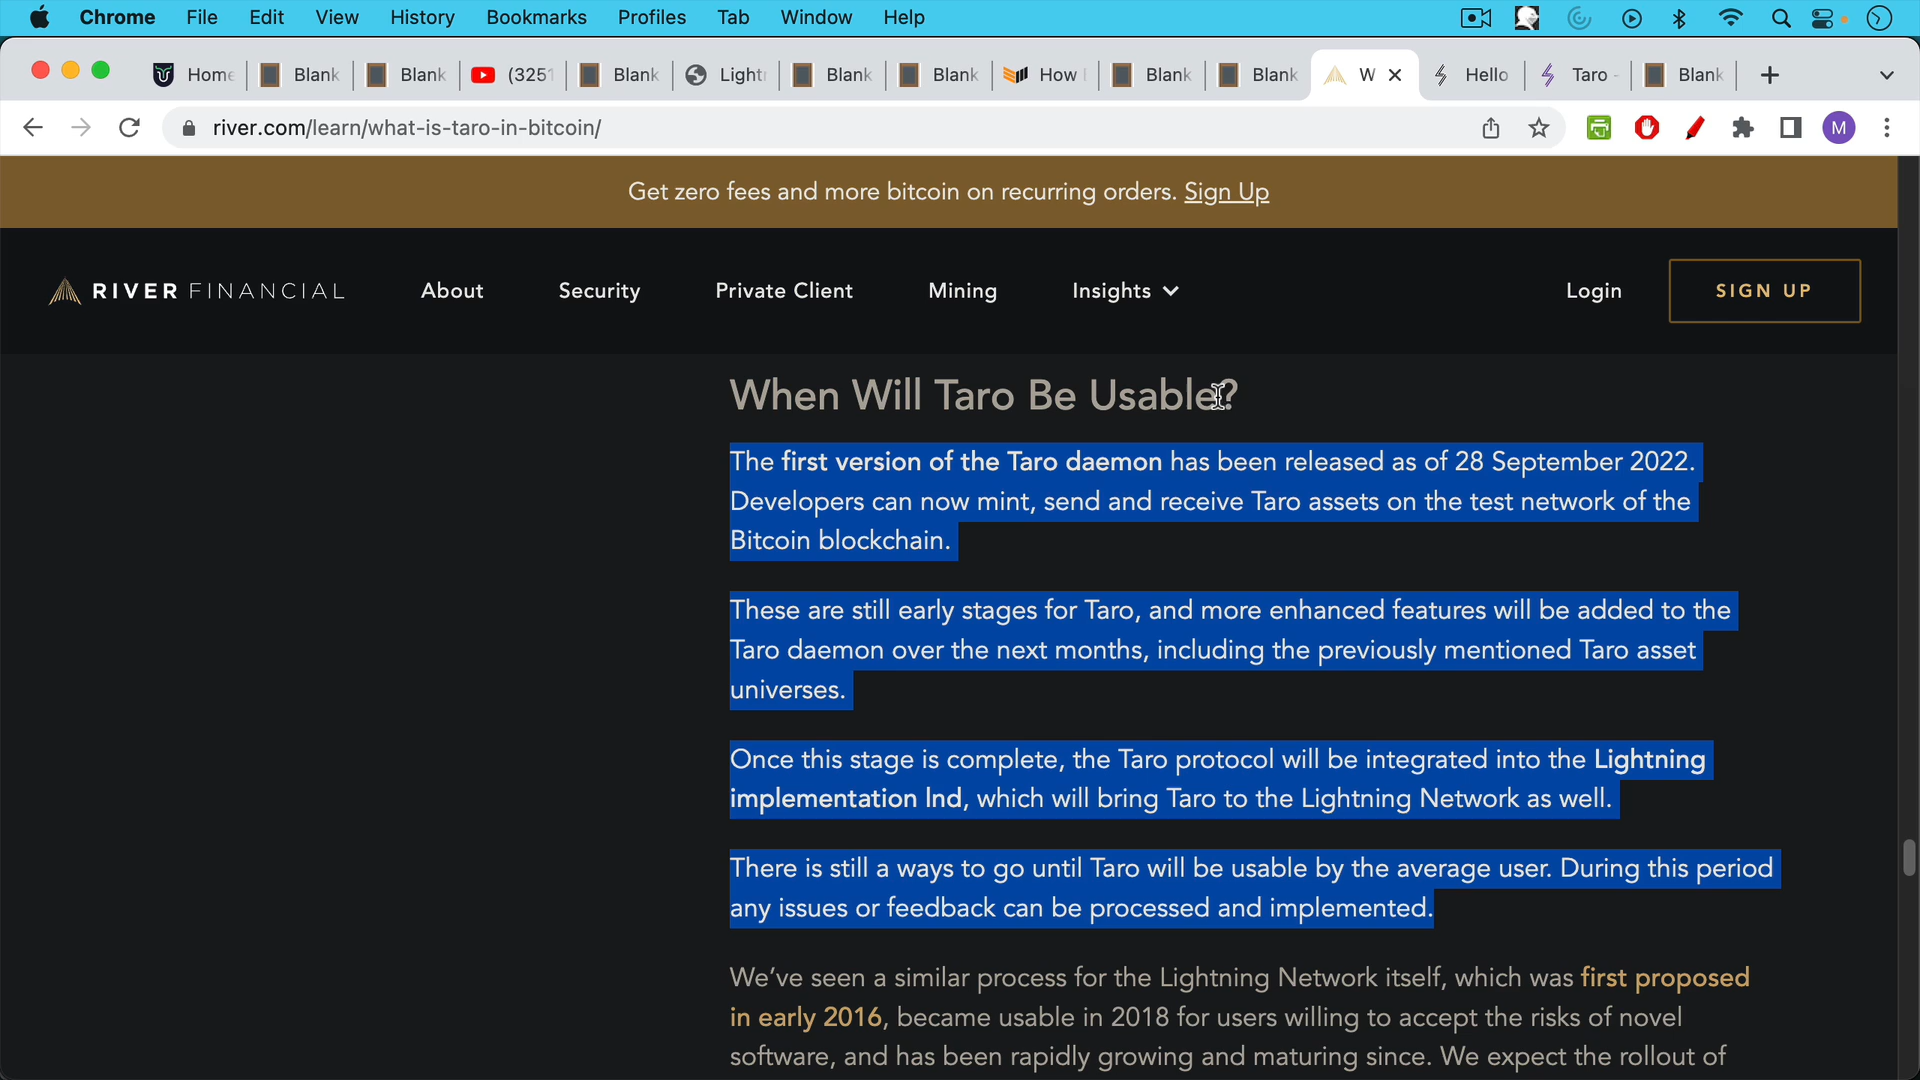 Chrome File Edit View History Bookmarks Profiles Tab Window Help
Home Blank Blank (3251 Blank Light Blank Blank How Blank Blank W Hello Taro - Blank
river.com/learn/what-is-taro-in-bitcoin/
M
Get zero fees and more bitcoin on recurring orders. Sign Up
RIVER FINANCIAL About Security Private Client Mining Insights Login SIGN UP
When Will Taro Be Usable?
The first version of the Taro daemon has been released as of 28 September 2022.
Developers can now mint, send and receive Taro assets on the test network of the
Bitcoin blockchain.
These are still early stages for Taro, and more enhanced features will be added to the
Taro daemon over the next months, including the previously mentioned Taro asset
universes.
Once this stage is complete, the Taro protocol will be integrated into the Lightning
implementation lnd, which will bring Taro to the Lightning Network as well.
There is still a ways to go until Taro will be usable by the average user. During this period
any issues or feedback can be processed and implemented.
We've seen a similar process for the Lightning Network itself, which was first proposed
in early 2016, became usable in 2018 for users willing to accept the risks of novel
software, and has been rapidly growing and maturing since. We expect the rollout of